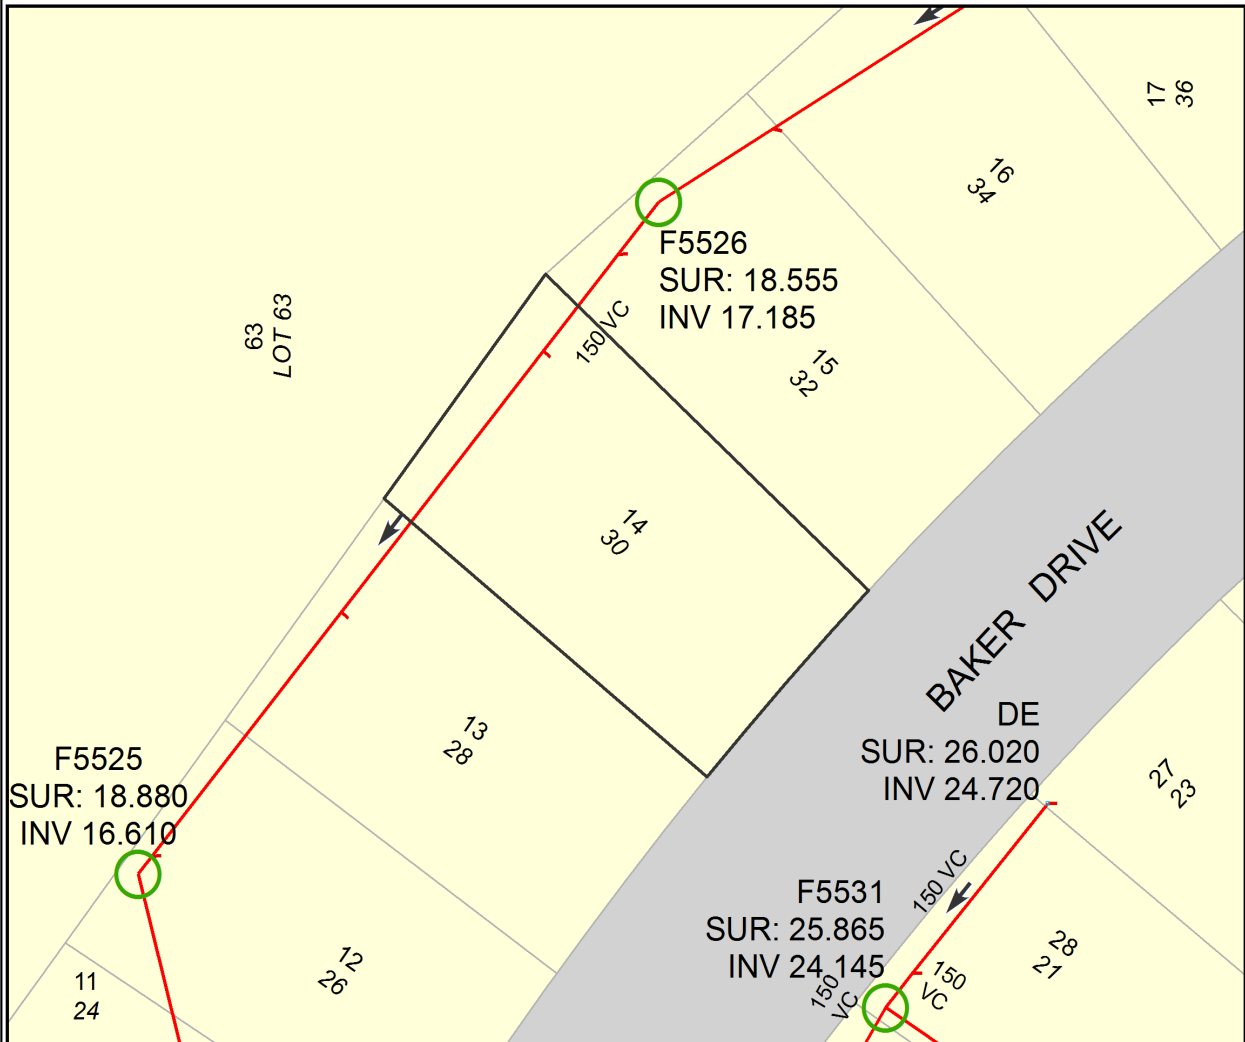 17
36
16
34
F5526
SUR: 18.555
INV 17.185
63
LOT 63
150 VC
15
32
14
30
BAKER DRIVE
13
28
DE
SUR: 26.020
INV 24.720
F5525
SUR: 18.880
INV 16.610
27
23
150 VC
F5531
SUR: 25.865
INV 24.145
28
21
12
26
150
VC
150
VC
11
24